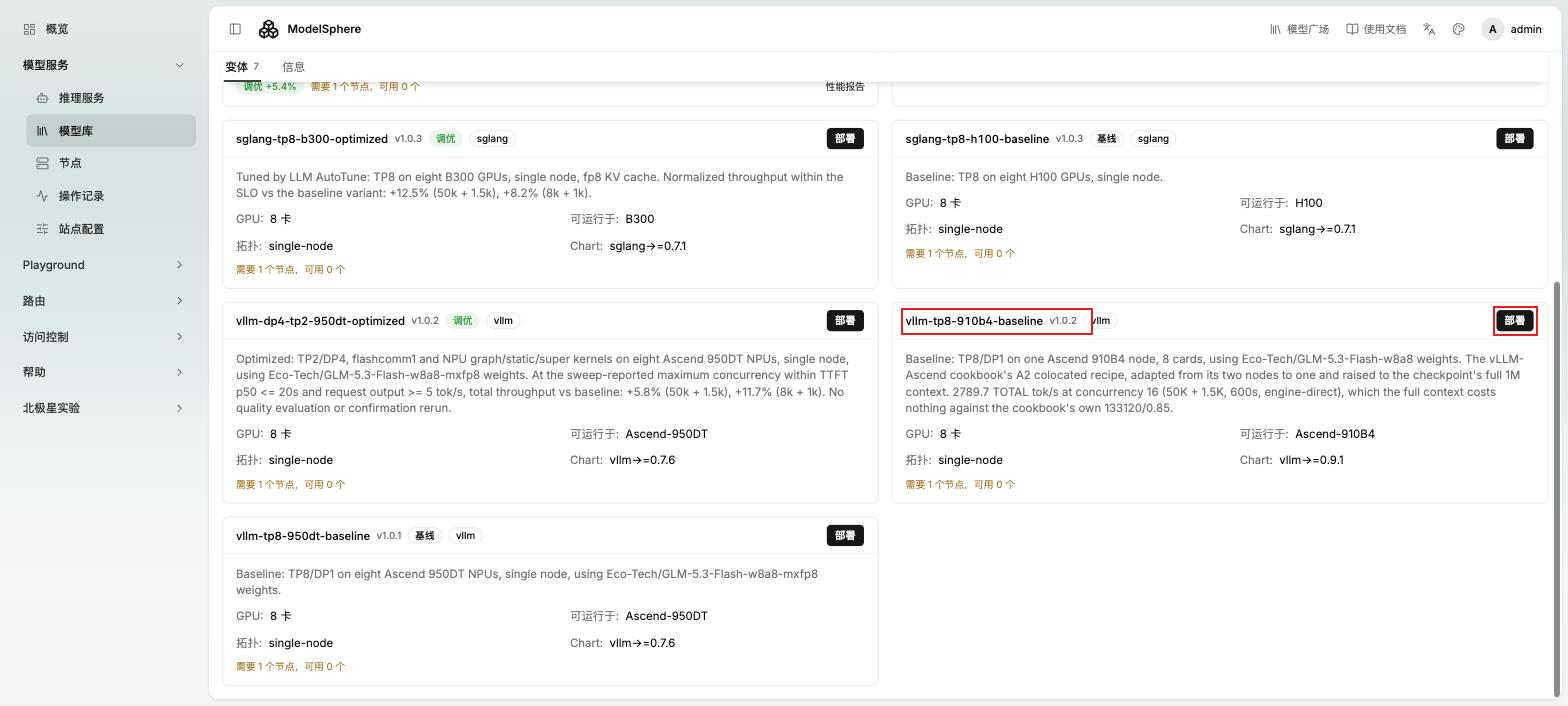 概览
模型服务
推理服务
模型库
节点
操作记录
站点配置
Playground
路由
访问控制
帮助
北极星实验
ModelSphere
模型广场
使用文档
A admin
变体 7 信息
调优 +5.4% 需要 1 个节点，可用 0 个 性能报告
sglang-tp8-b300-optimized v1.0.3 调优 sglang 部署
Tuned by LLM AutoTune: TP8 on eight B300 GPUs, single node, fp8 KV cache. Normalized throughput within the
SLO vs the baseline variant: +12.5% (50k + 1.5k), +8.2% (8k + 1k).
GPU: 8 卡 可运行于: B300
拓扑: single-node Chart: sglang→=0.7.1
需要 1 个节点，可用 0 个
sglang-tp8-h100-baseline v1.0.3 基线 sglang 部署
Baseline: TP8 on eight H100 GPUs, single node.
GPU: 8 卡 可运行于: H100
拓扑: single-node Chart: sglang→=0.7.1
需要 1 个节点，可用 0 个
vllm-dp4-tp2-950dt-optimized v1.0.2 调优 vllm 部署
Optimized: TP2/DP4, flashcomm1 and NPU graph/static/super kernels on eight Ascend 950DT NPUs, single node,
using Eco-Tech/GLM-5.3-Flash-w8a8-mxfp8 weights. At the sweep-reported maximum concurrency within TTFT
p50 <= 20s and request output >= 5 tok/s, total throughput vs baseline: +5.8% (50k + 1.5k), +11.7% (8k + 1k). No
quality evaluation or confirmation rerun.
GPU: 8 卡 可运行于: Ascend-950DT
拓扑: single-node Chart: vllm→=0.7.6
需要 1 个节点，可用 0 个
vllm-tp8-910b4-baseline v1.0.2 vllm 部署
Baseline: TP8/DP1 on one Ascend 910B4 node, 8 cards, using Eco-Tech/GLM-5.3-Flash-w8a8 weights. The vLLM-
Ascend cookbook's A2 colocated recipe, adapted from its two nodes to one and raised to the checkpoint's full 1M
context. 2789.7 TOTAL tok/s at concurrency 16 (50K + 1.5K, 600s, engine-direct), which the full context costs
nothing against the cookbook's own 133120/0.85.
GPU: 8 卡 可运行于: Ascend-910B4
拓扑: single-node Chart: vllm→=0.9.1
需要 1 个节点，可用 0 个
vllm-tp8-950dt-baseline v1.0.1 基线 vllm 部署
Baseline: TP8/DP1 on eight Ascend 950DT NPUs, single node, using Eco-Tech/GLM-5.3-Flash-w8a8-mxfp8
weights.
GPU: 8 卡 可运行于: Ascend-950DT
拓扑: single-node Chart: vllm→=0.7.6
需要 1 个节点，可用 0 个